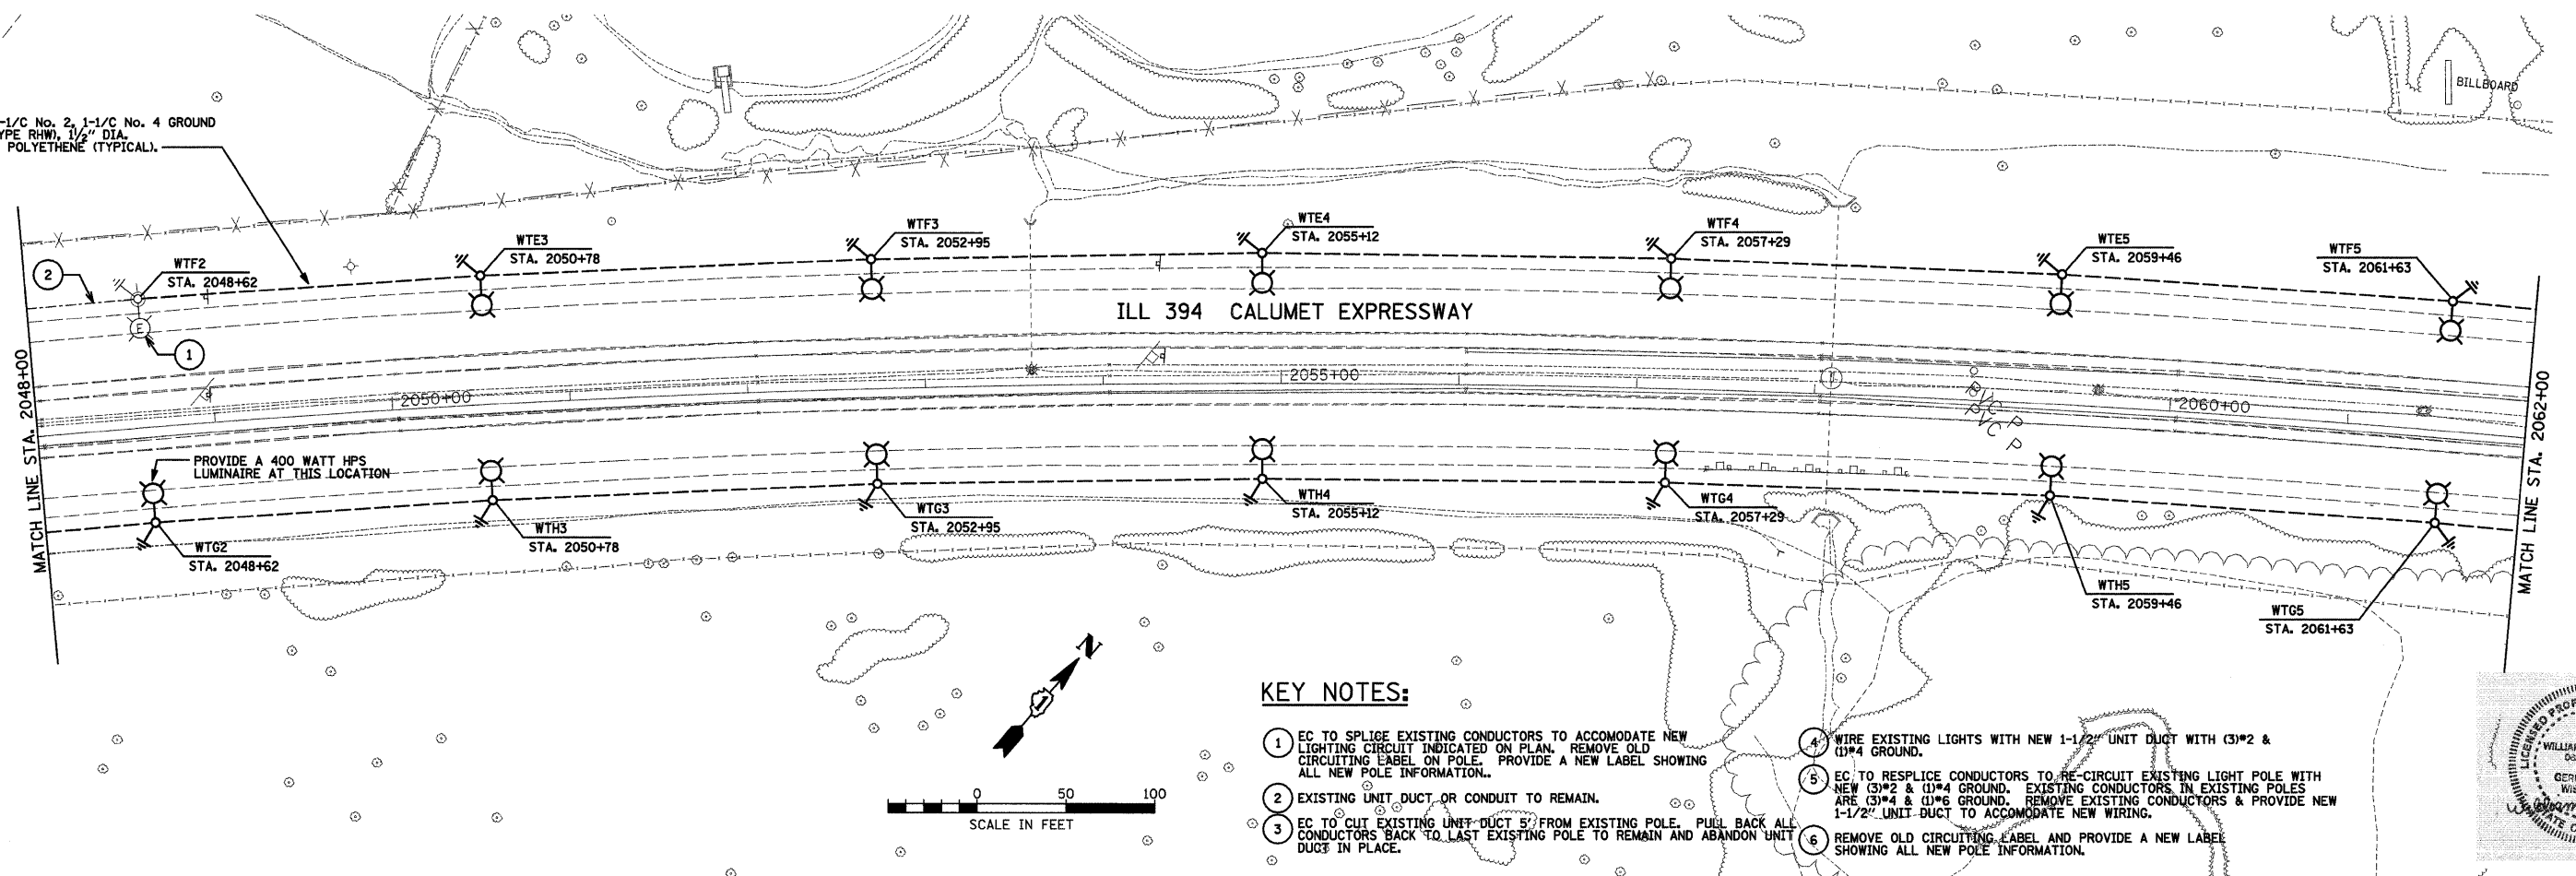 -1/C No. 2, 1-1/C No. 4 GROUND
YPE RHW), 1½" DIA.
POLYETHENE (TYPICAL).
BILLBOARD
2
WTF2
STA. 2048+62
WTE3
STA. 2050+78
WTF3
STA. 2052+95
WTE4
STA. 2055+12
WTF4
STA. 2057+29
WTE5
STA. 2059+46
WTF5
STA. 2061+63
E
1
ILL 394 CALUMET EXPRESSWAY
MATCH LINE STA. 2048+00
2050+00
2055+00
2060+00
MATCH LINE STA. 2062+00
PROVIDE A 400 WATT HPS
LUMINAIRE AT THIS LOCATION
WTG2
STA. 2048+62
WTH3
STA. 2050+78
WTG3
STA. 2052+95
WTH4
STA. 2055+12
WTG4
STA. 2057+29
WTH5
STA. 2059+46
WTG5
STA. 2061+63
N
1
0 50 100
SCALE IN FEET
KEY NOTES:
1 EC TO SPLICE EXISTING CONDUCTORS TO ACCOMODATE NEW
LIGHTING CIRCUIT INDICATED ON PLAN. REMOVE OLD
CIRCUITING LABEL ON POLE. PROVIDE A NEW LABEL SHOWING
ALL NEW POLE INFORMATION..
2 EXISTING UNIT DUCT OR CONDUIT TO REMAIN.
3 EC TO CUT EXISTING UNIT DUCT 5' FROM EXISTING POLE. PULL BACK ALL
CONDUCTORS BACK TO LAST EXISTING POLE TO REMAIN AND ABANDON UNIT
DUCT IN PLACE.
4 WIRE EXISTING LIGHTS WITH NEW 1-1/2" UNIT DUCT WITH (3)#2 &
(1)#4 GROUND.
5 EC TO RESPLICE CONDUCTORS TO RE-CIRCUIT EXISTING LIGHT POLE WITH
NEW (3)#2 & (1)#4 GROUND. EXISTING CONDUCTORS IN EXISTING POLES
ARE (3)#4 & (1)#6 GROUND. REMOVE EXISTING CONDUCTORS & PROVIDE NEW
1-1/2" UNIT DUCT TO ACCOMODATE NEW WIRING.
6 REMOVE OLD CIRCUITING LABEL AND PROVIDE A NEW LABEL
SHOWING ALL NEW POLE INFORMATION.
LICENSED PROF